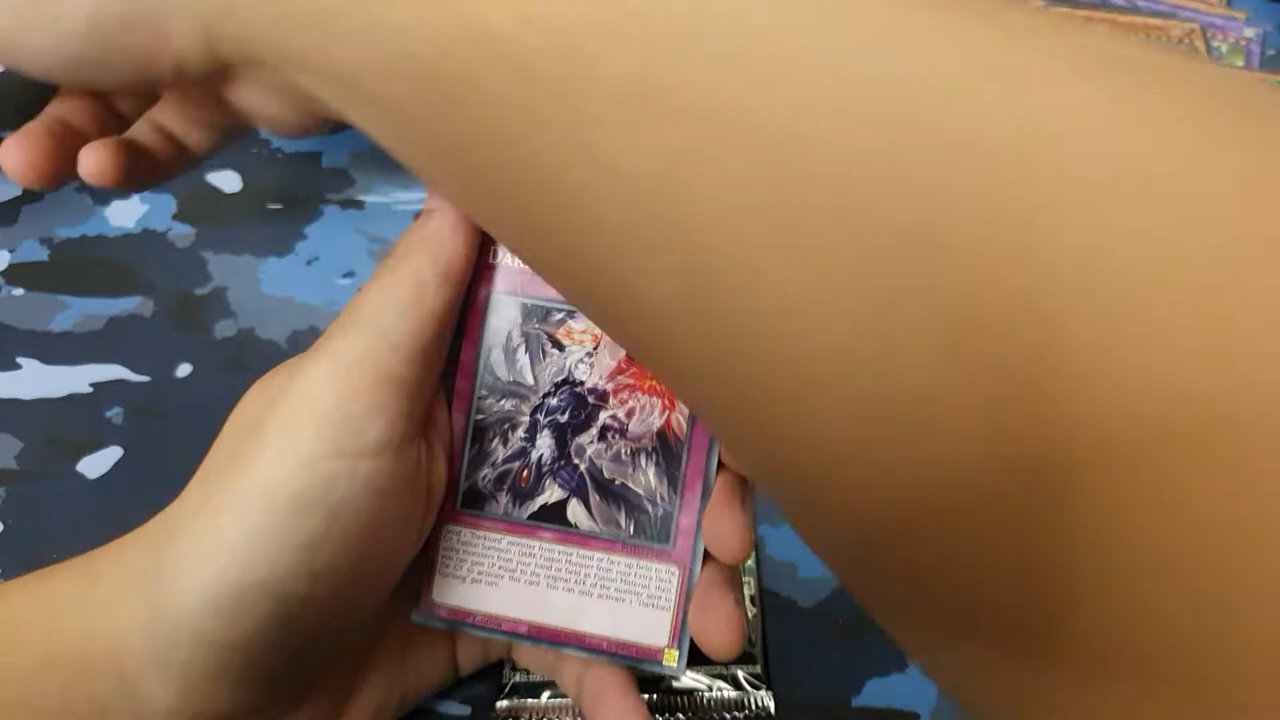 DAR
Send 1 "Darklord" monster from your hand or face-up field to the
GY; Fusion Summon 1 DARK Fusion Monster from your Extra Deck,
using monsters from your hand or field as Fusion Material, then,
you can gain LP equal to the original ATK of the monster sent to
the GY to activate this card. You can only activate 1 "Darklord
Uprising" per turn.
1st Edition